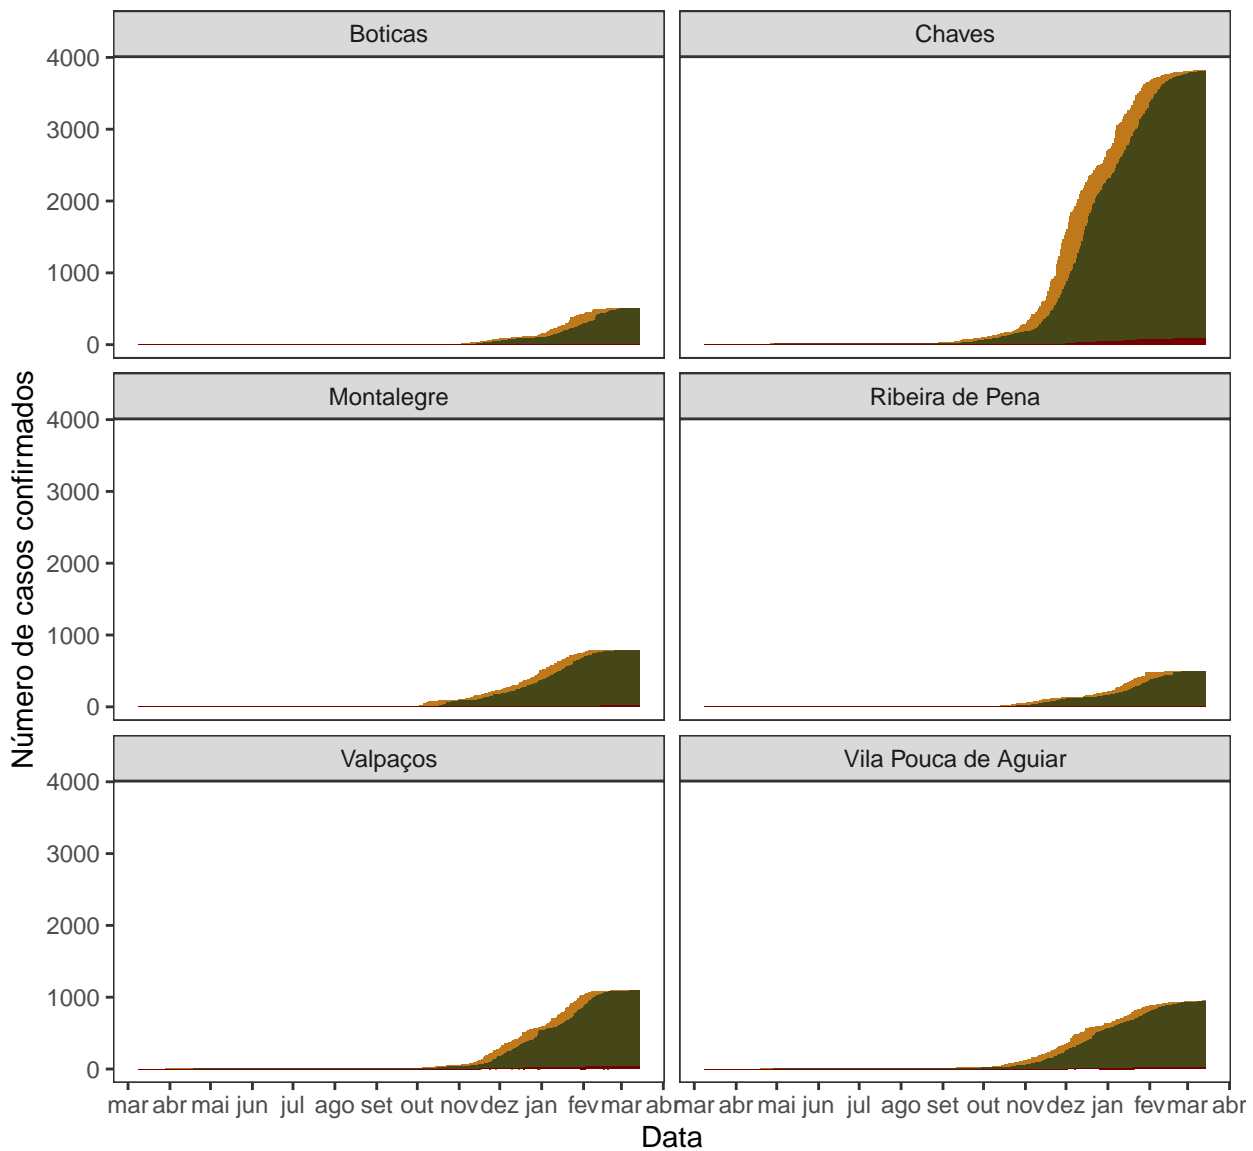 Boticas
Chaves
4000
3000
2000
1000
0
Montalegre
Ribeira de Pena
4000
3000
2000
1000
0
Valpaços
Vila Pouca de Aguiar
4000
3000
2000
1000
0
mar abr mai jun jul ago set out nov dez jan fev mar abr
mar abr mai jun jul ago set out nov dez jan fev mar abr
Data
Número de casos confirmados